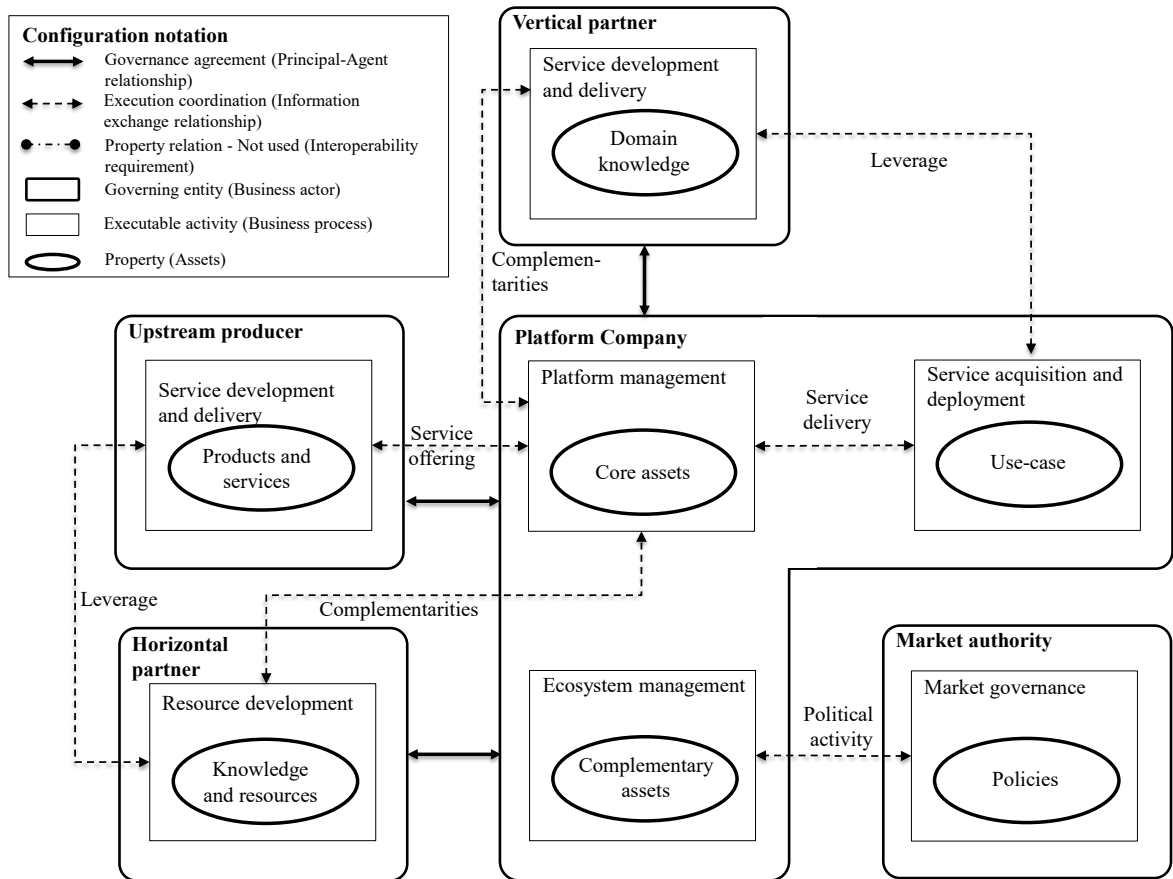 Configuration notation
Governance agreement (Principal-Agent
relationship)
Execution coordination (Information
exchange relationship)
Property relation - Not used (Interoperability
requirement)
Governing entity (Business actor)
Executable activity (Business process)
Property (Assets)
Vertical partner
Service development
and delivery
Domain
knowledge
Leverage
Complemen-
tarities
Upstream producer
Service development
and delivery
Products and
services
Service
offering
Platform Company
Platform management
Core assets
Service
delivery
Service acquisition and
deployment
Use-case
Leverage
Complementarities
Horizontal
partner
Resource development
Knowledge
and resources
Ecosystem management
Complementary
assets
Political
activity
Market authority
Market governance
Policies